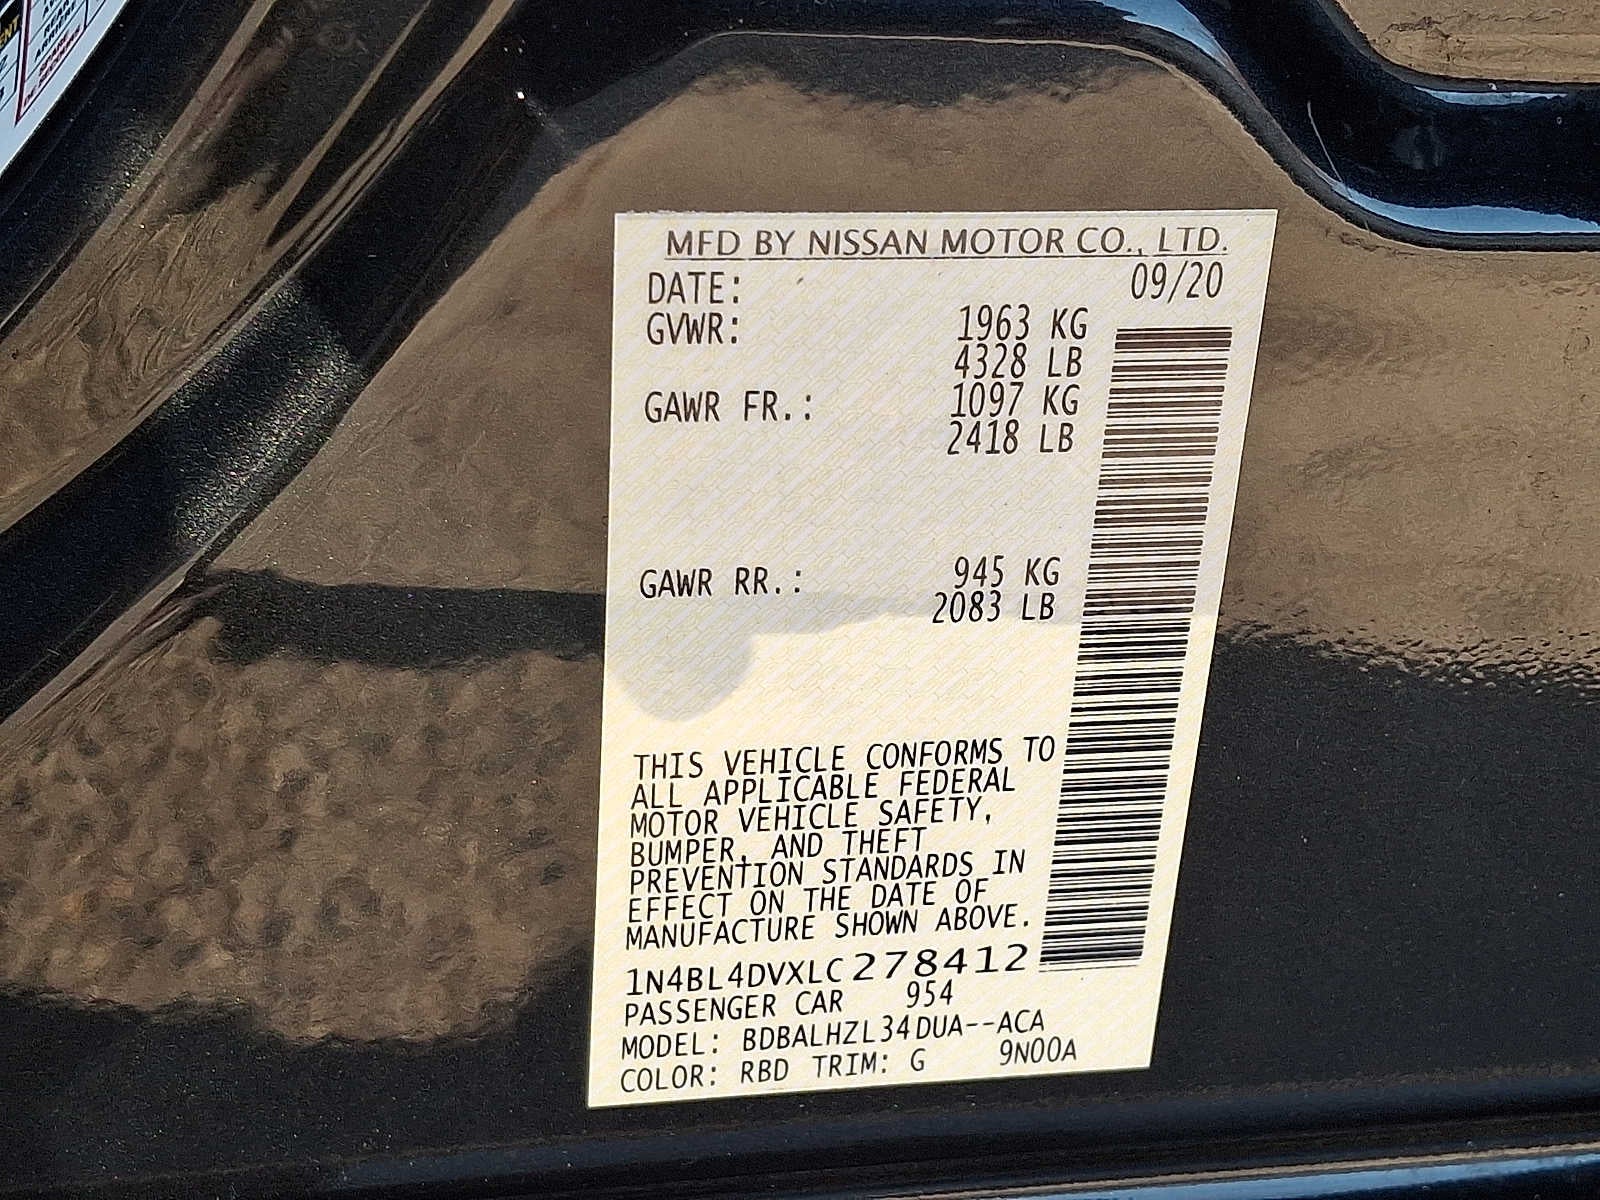 MFD BY NISSAN MOTOR CO., LTD.
DATE: 09/20
GVWR: 1963 KG
4328 LB
GAWR FR.: 1097 KG
2418 LB
GAWR RR.: 945 KG
2083 LB
THIS VEHICLE CONFORMS TO
ALL APPLICABLE FEDERAL
MOTOR VEHICLE SAFETY,
BUMPER, AND THEFT
PREVENTION STANDARDS IN
EFFECT ON THE DATE OF
MANUFACTURE SHOWN ABOVE.
1N4BL4DVXLC278412
PASSENGER CAR 954
MODEL: BDBALHZL34DUA--ACA
COLOR: RBD TRIM: G 9N00A